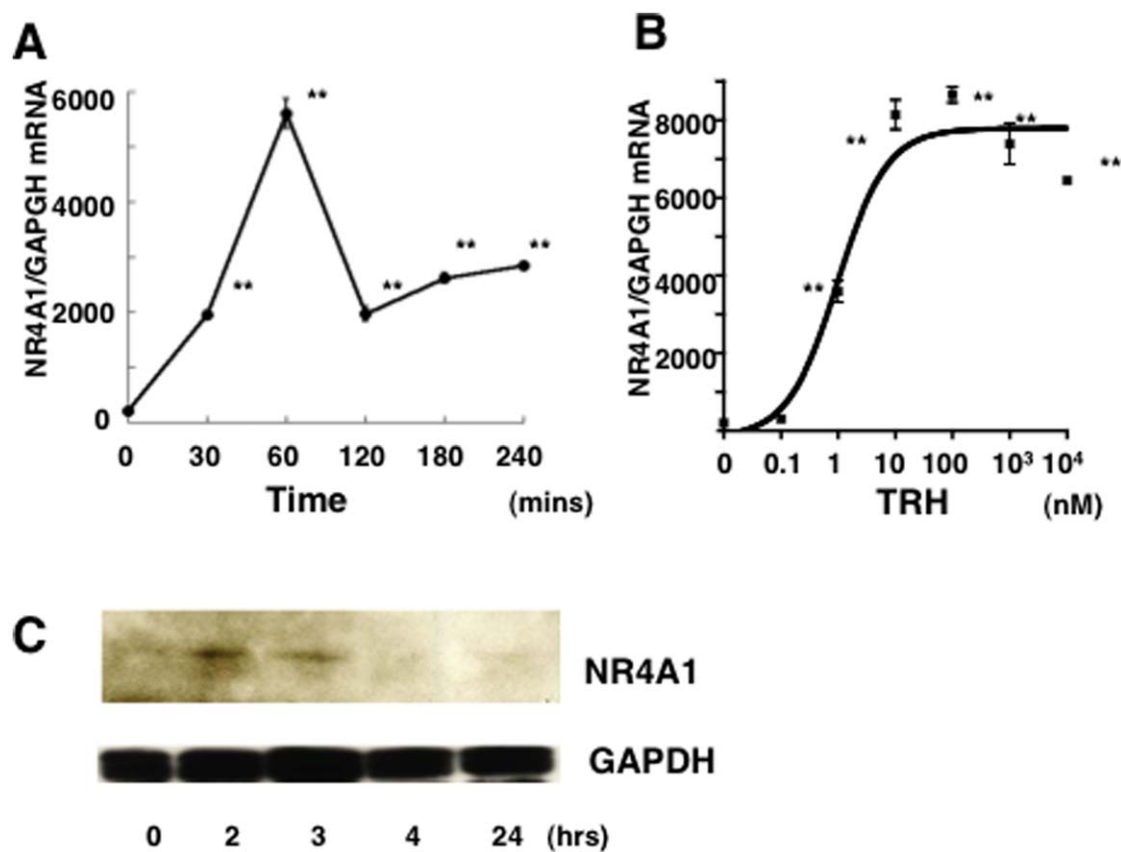 A
NR4A1/GAPGH mRNA
6000
4000
2000
0
**
**
**
**
**
0 30 60 120 180 240
Time (mins)
B
NR4A1/GAPGH mRNA
8000
6000
4000
2000
**
**
**
**
**
0 0.1 1 10 100 10³ 10⁴
TRH (nM)
C
NR4A1
GAPDH
0 2 3 4 24 (hrs)